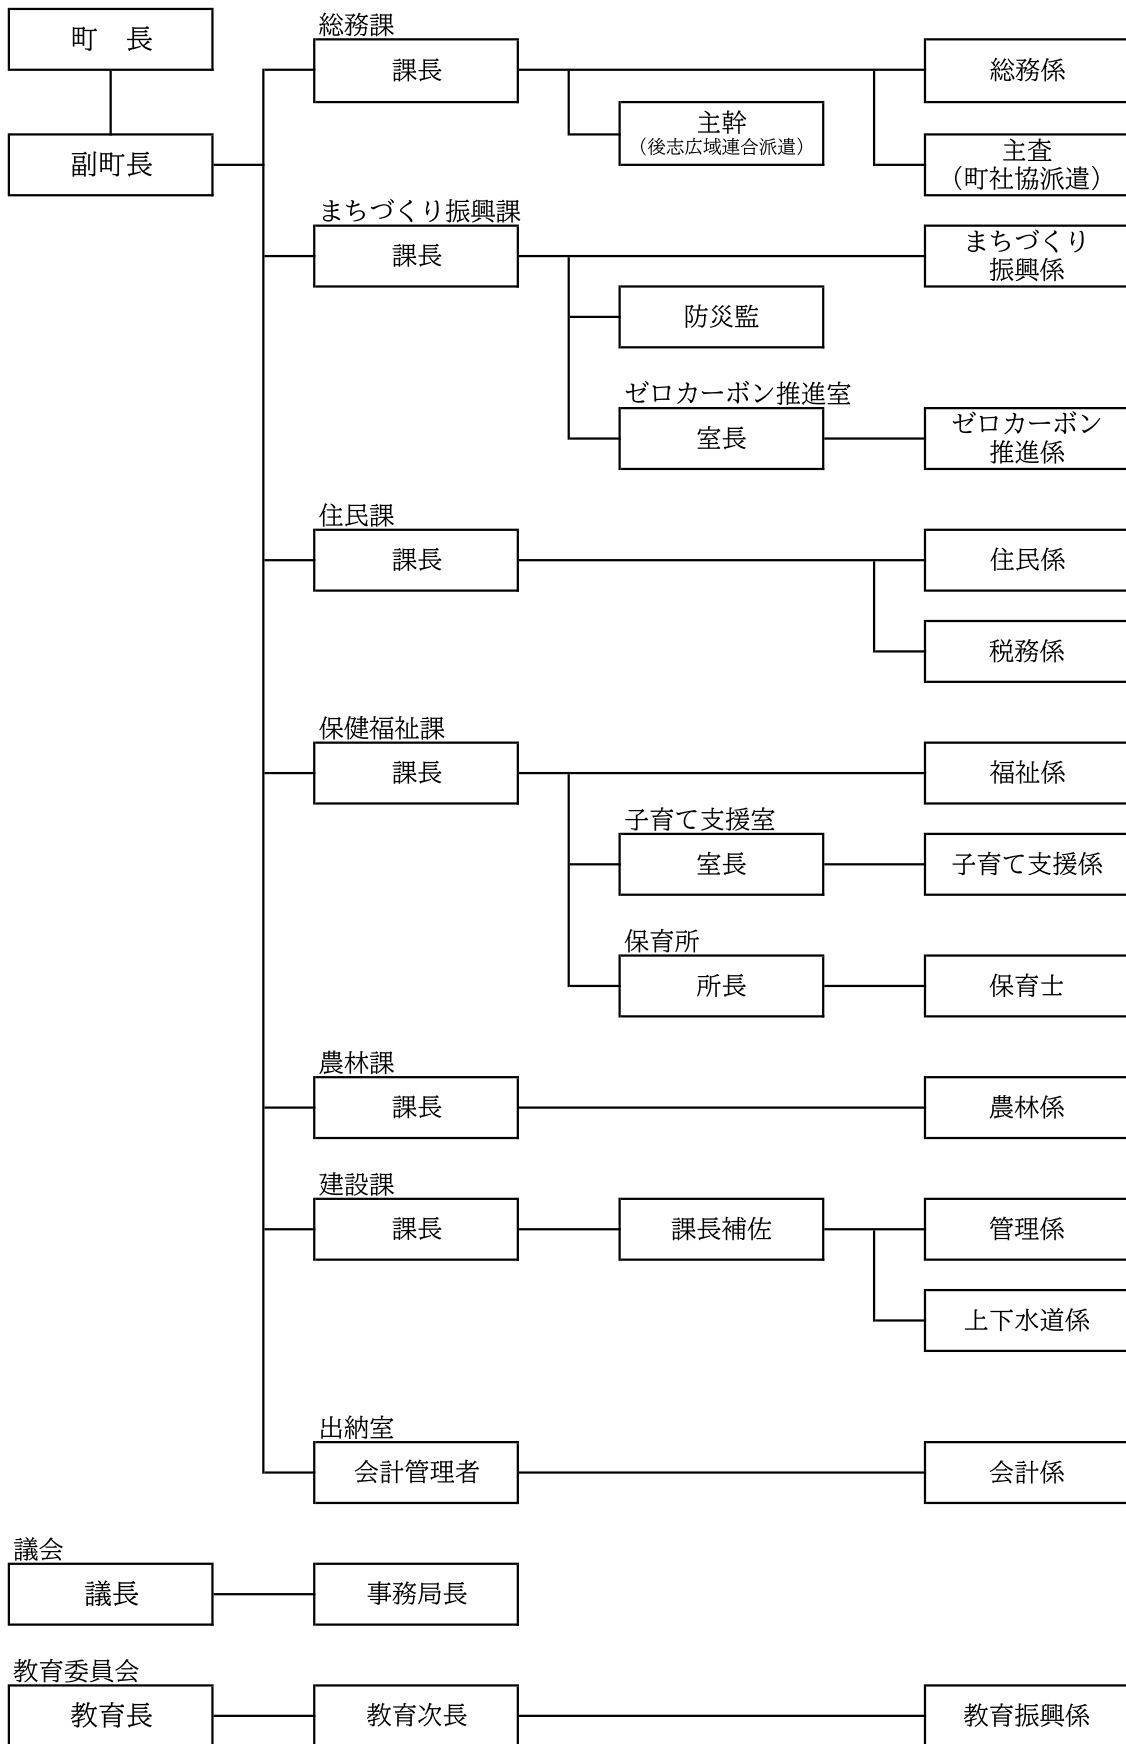 町　長
副町長
総務課
課長
総務係
主幹
（後志広域連合派遣）
主査
（町社協派遣）
まちづくり振興課
課長
まちづくり
振興係
防災監
ゼロカーボン推進室
室長
ゼロカーボン
推進係
住民課
課長
住民係
税務係
保健福祉課
課長
福祉係
子育て支援室
室長
子育て支援係
保育所
所長
保育士
農林課
課長
農林係
建設課
課長
課長補佐
管理係
上下水道係
出納室
会計管理者
会計係
議会
議長
事務局長
教育委員会
教育長
教育次長
教育振興係